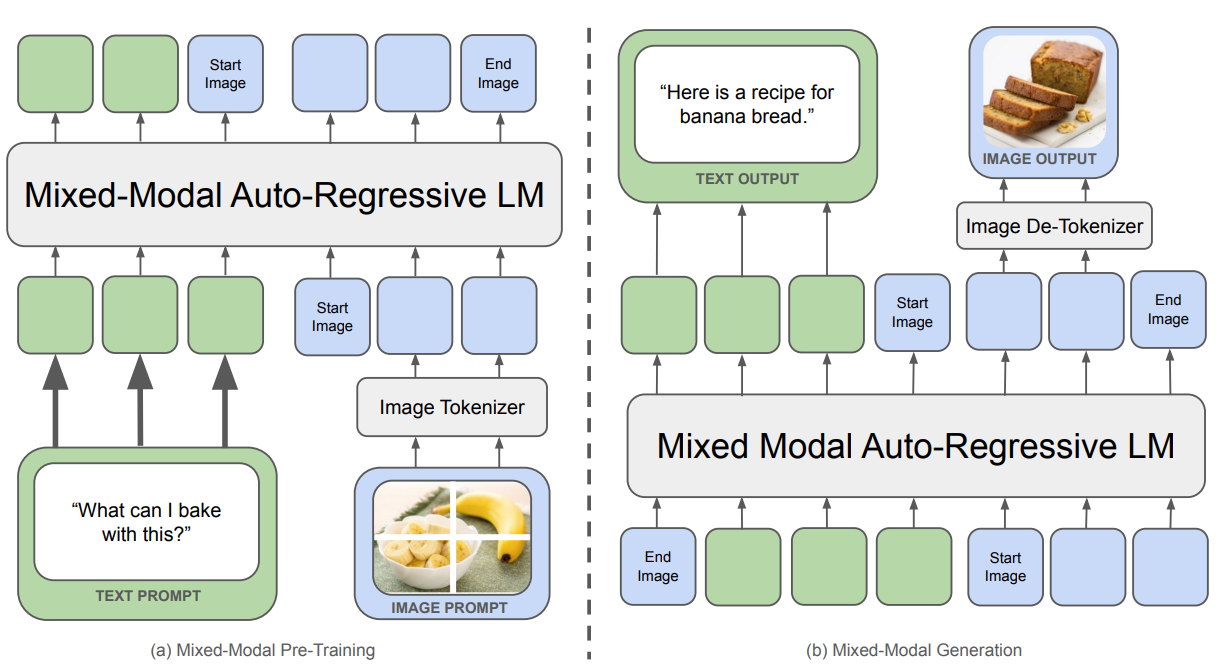 Start
Image
End
Image
Mixed-Modal Auto-Regressive LM
Start
Image
Image Tokenizer
“What can I bake
with this?”
TEXT PROMPT
IMAGE PROMPT
(a) Mixed-Modal Pre-Training
“Here is a recipe for
banana bread.”
TEXT OUTPUT
IMAGE OUTPUT
Image De-Tokenizer
Start
Image
End
Image
Mixed Modal Auto-Regressive LM
End
Image
Start
Image
(b) Mixed-Modal Generation